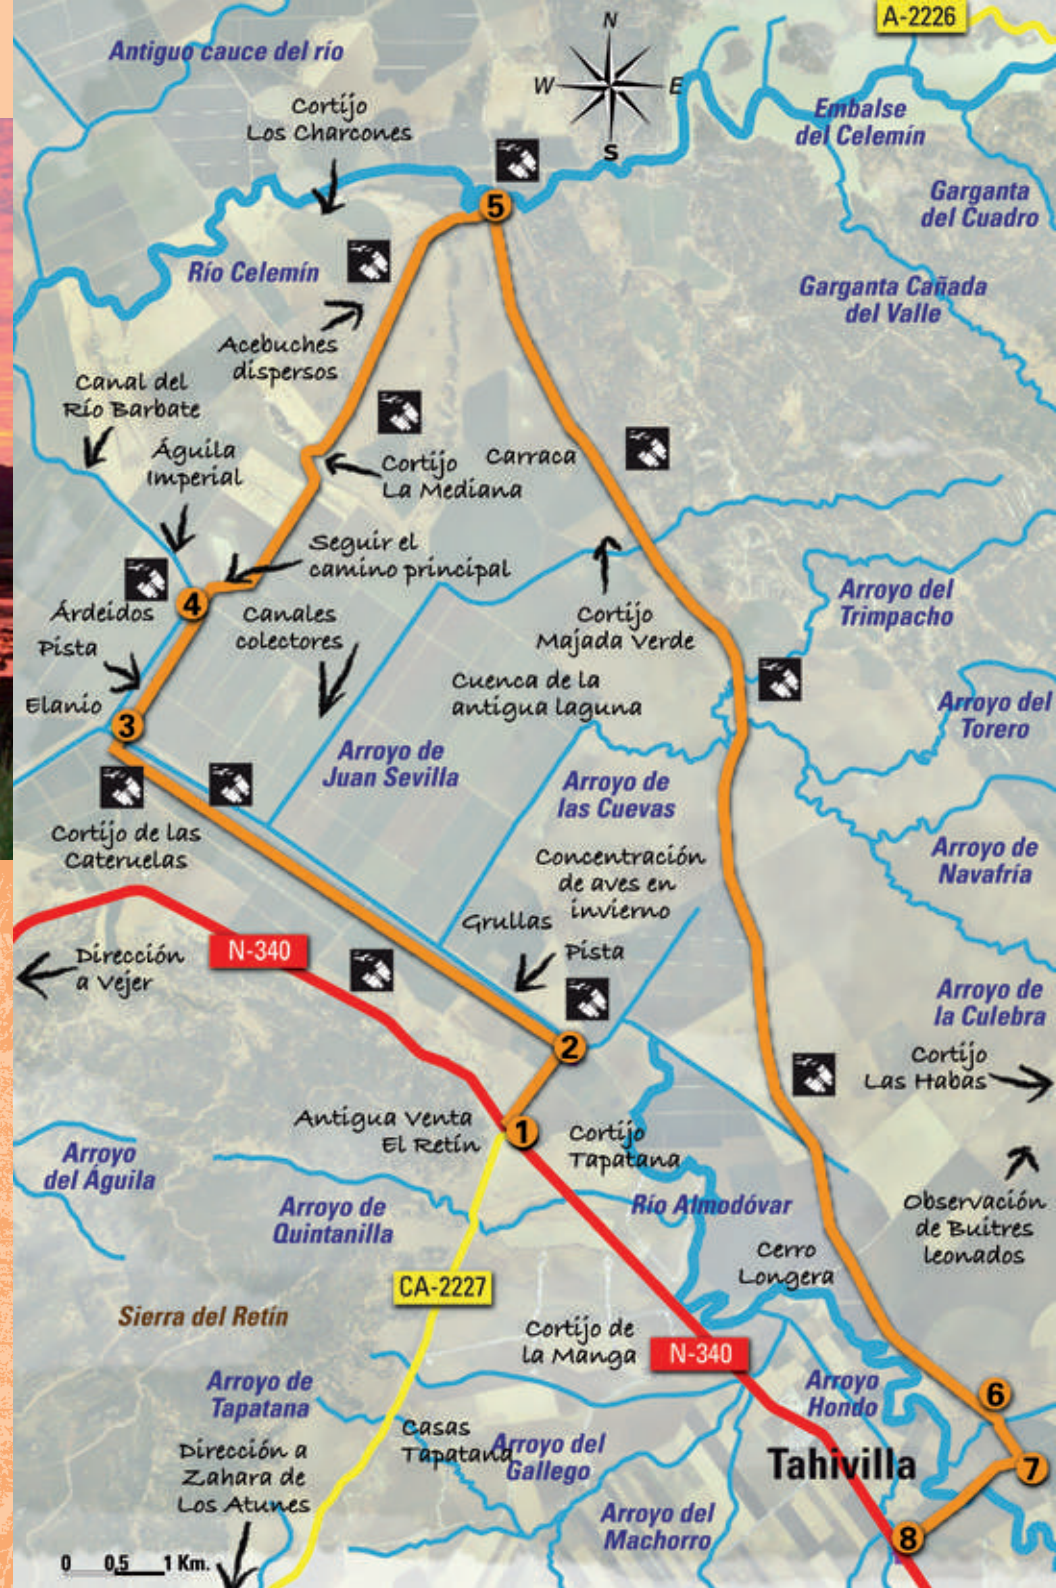 A-2226
N
W
E
S
Antiguo cauce del río
Cortijo
Los Charcones
Embalse
del Celemín
Garganta
del Cuadro
5
Río Celemín
Garganta Cañada
del Valle
Acebuches
dispersos
Canal del
Río Barbate
Águila
Imperial
Cortijo
La Mediana
Carraca
Seguir el
camino principal
4
Árdeidos
Canales
colectores
Cortijo
Majada Verde
Arroyo del
Trimpacho
Pista
Elanio
3
Cuenca de la
antigua laguna
Arroyo del
Torero
Arroyo de
Juan Sevilla
Arroyo de
las Cuevas
Cortijo de las
Cateruelas
Concentración
de aves en
invierno
Arroyo de
Navafría
Grullas
Pista
N-340
Dirección
a Vejer
Arroyo de
la Culebra
2
Cortijo
Las Habas
Antigua Venta
El Retín
1
Cortijo
Tapatana
Arroyo
del Águila
Arroyo de
Quintanilla
Río Almodóvar
Observación
de Buitres
leonados
Cerro
Longera
CA-2227
Sierra del Retín
Cortijo de
la Manga
N-340
Arroyo de
Tapatana
Arroyo
Hondo
6
Casas
Tapatana
Arroyo del
Gallego
Tahivilla
7
Dirección a
Zahara de
Los Atunes
Arroyo del
Machorro
8
0 0,5 1 Km.